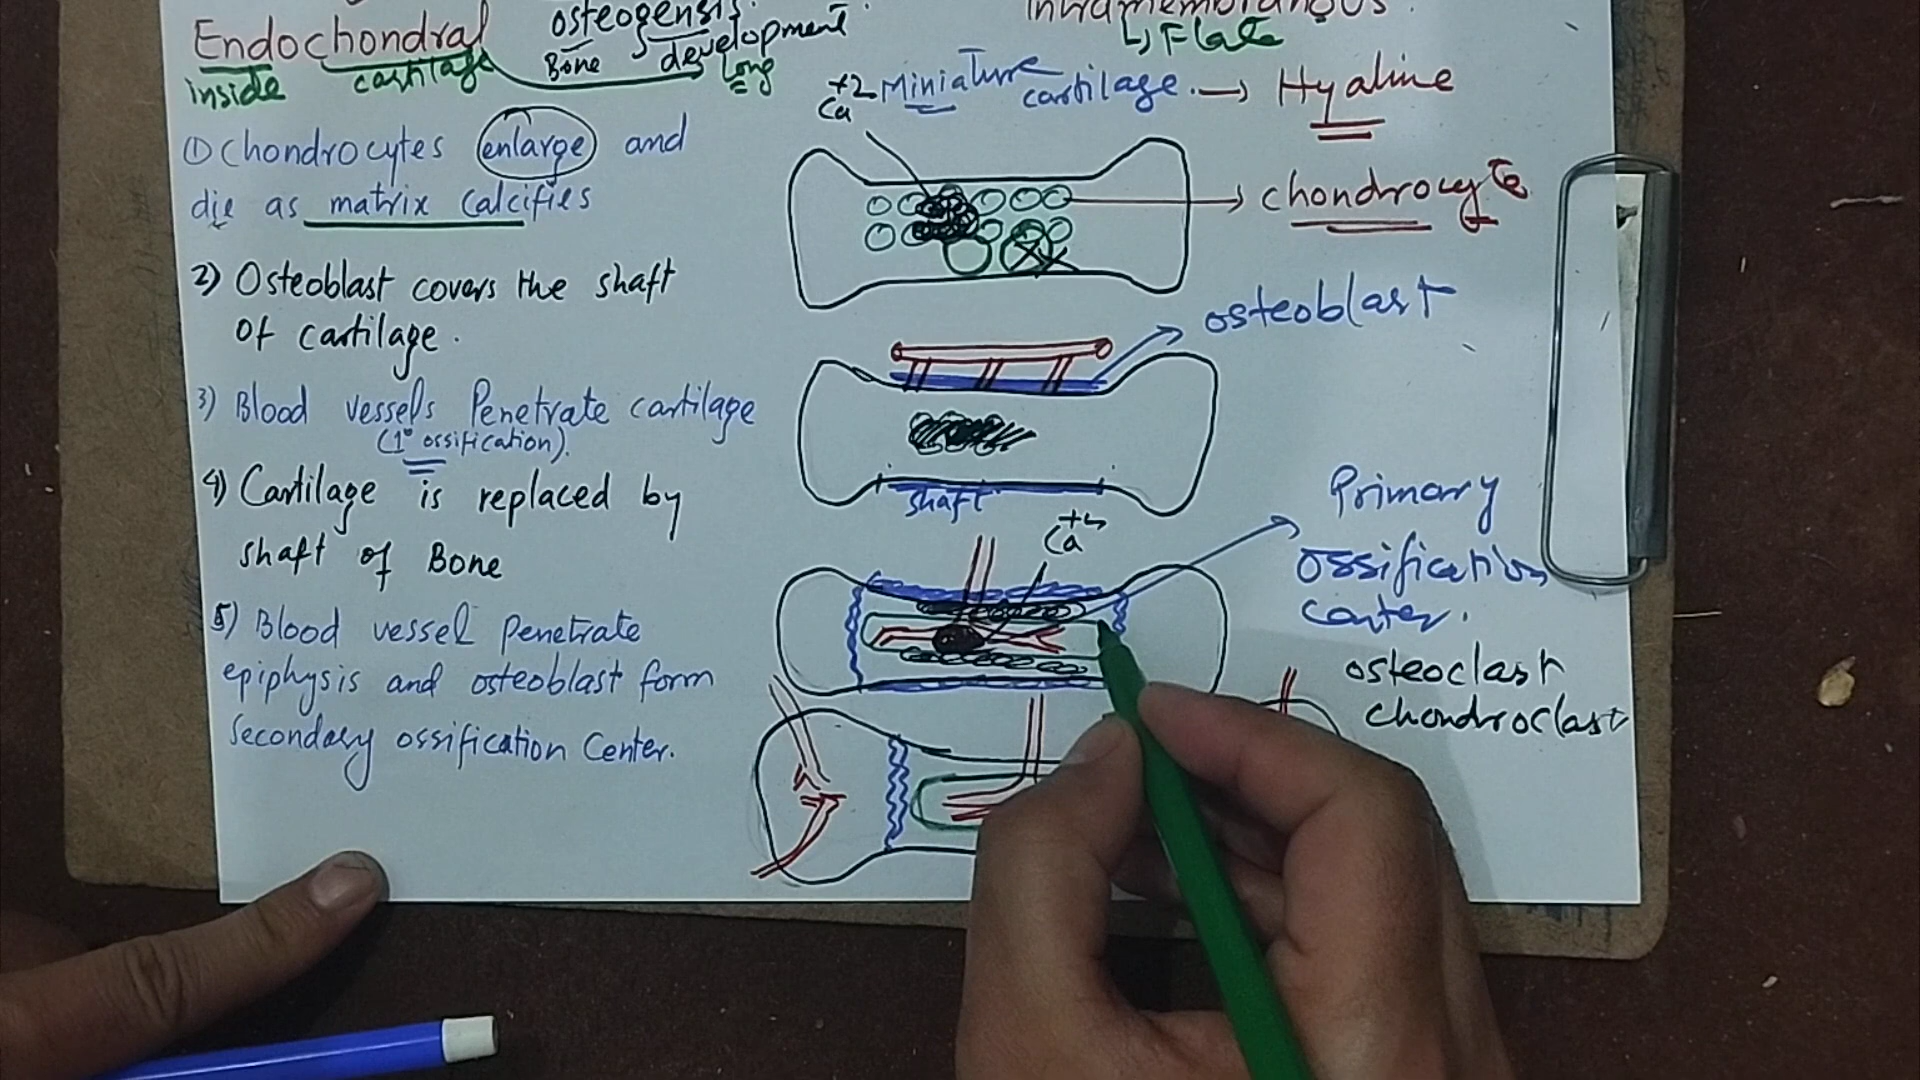 osteogensis
Endochondral
Bone development
Intramembranous
↳ Flate
inside cartilage long
Ca+2 Miniature cartilage. → Hyaline
① Chondrocytes enlarge and
die as matrix calcifies
chondrocyte
2) Osteoblast covers the shaft
of cartilage.
osteoblast
3) Blood vessels Penetrate cartilage
(1° ossification).
shaft
4) Cartilage is replaced by
shaft of Bone
Ca
Primary
ossification
center.
5) Blood vessel penetrate
epiphysis and osteoblast form
Secondary ossification Center.
osteoclast
chondroclast